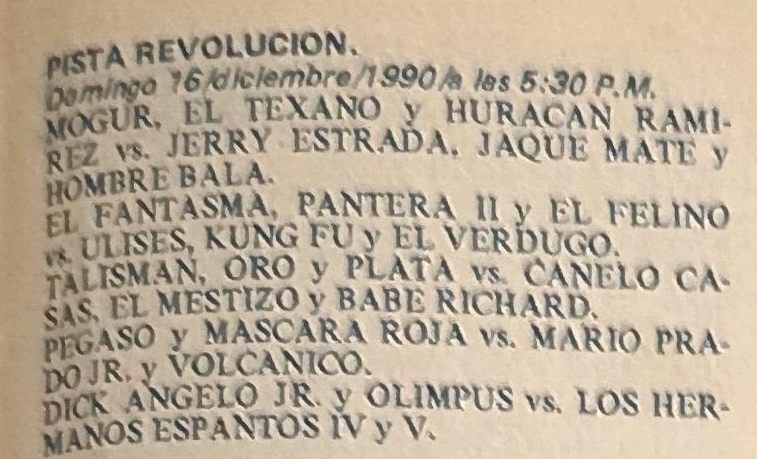 PISTA REVOLUCION.
Domingo 16/diciembre/1990/a las 5:30 P.M.
MOGUR, EL TEXANO y HURACAN RAMI-
REZ vs. JERRY ESTRADA, JAQUE MATE y
HOMBRE BALA.
EL FANTASMA, PANTERA II y EL FELINO
vs. ULISES, KUNG FU y EL VERDUGO.
TALISMAN, ORO y PLATA vs. CANELO CA-
SAS, EL MESTIZO y BABE RICHARD.
PEGASO y MASCARA ROJA vs. MARIO PRA-
DO JR. y VOLCANICO.
DICK ANGELO JR. y OLIMPUS vs. LOS HER-
MANOS ESPANTOS IV y V.